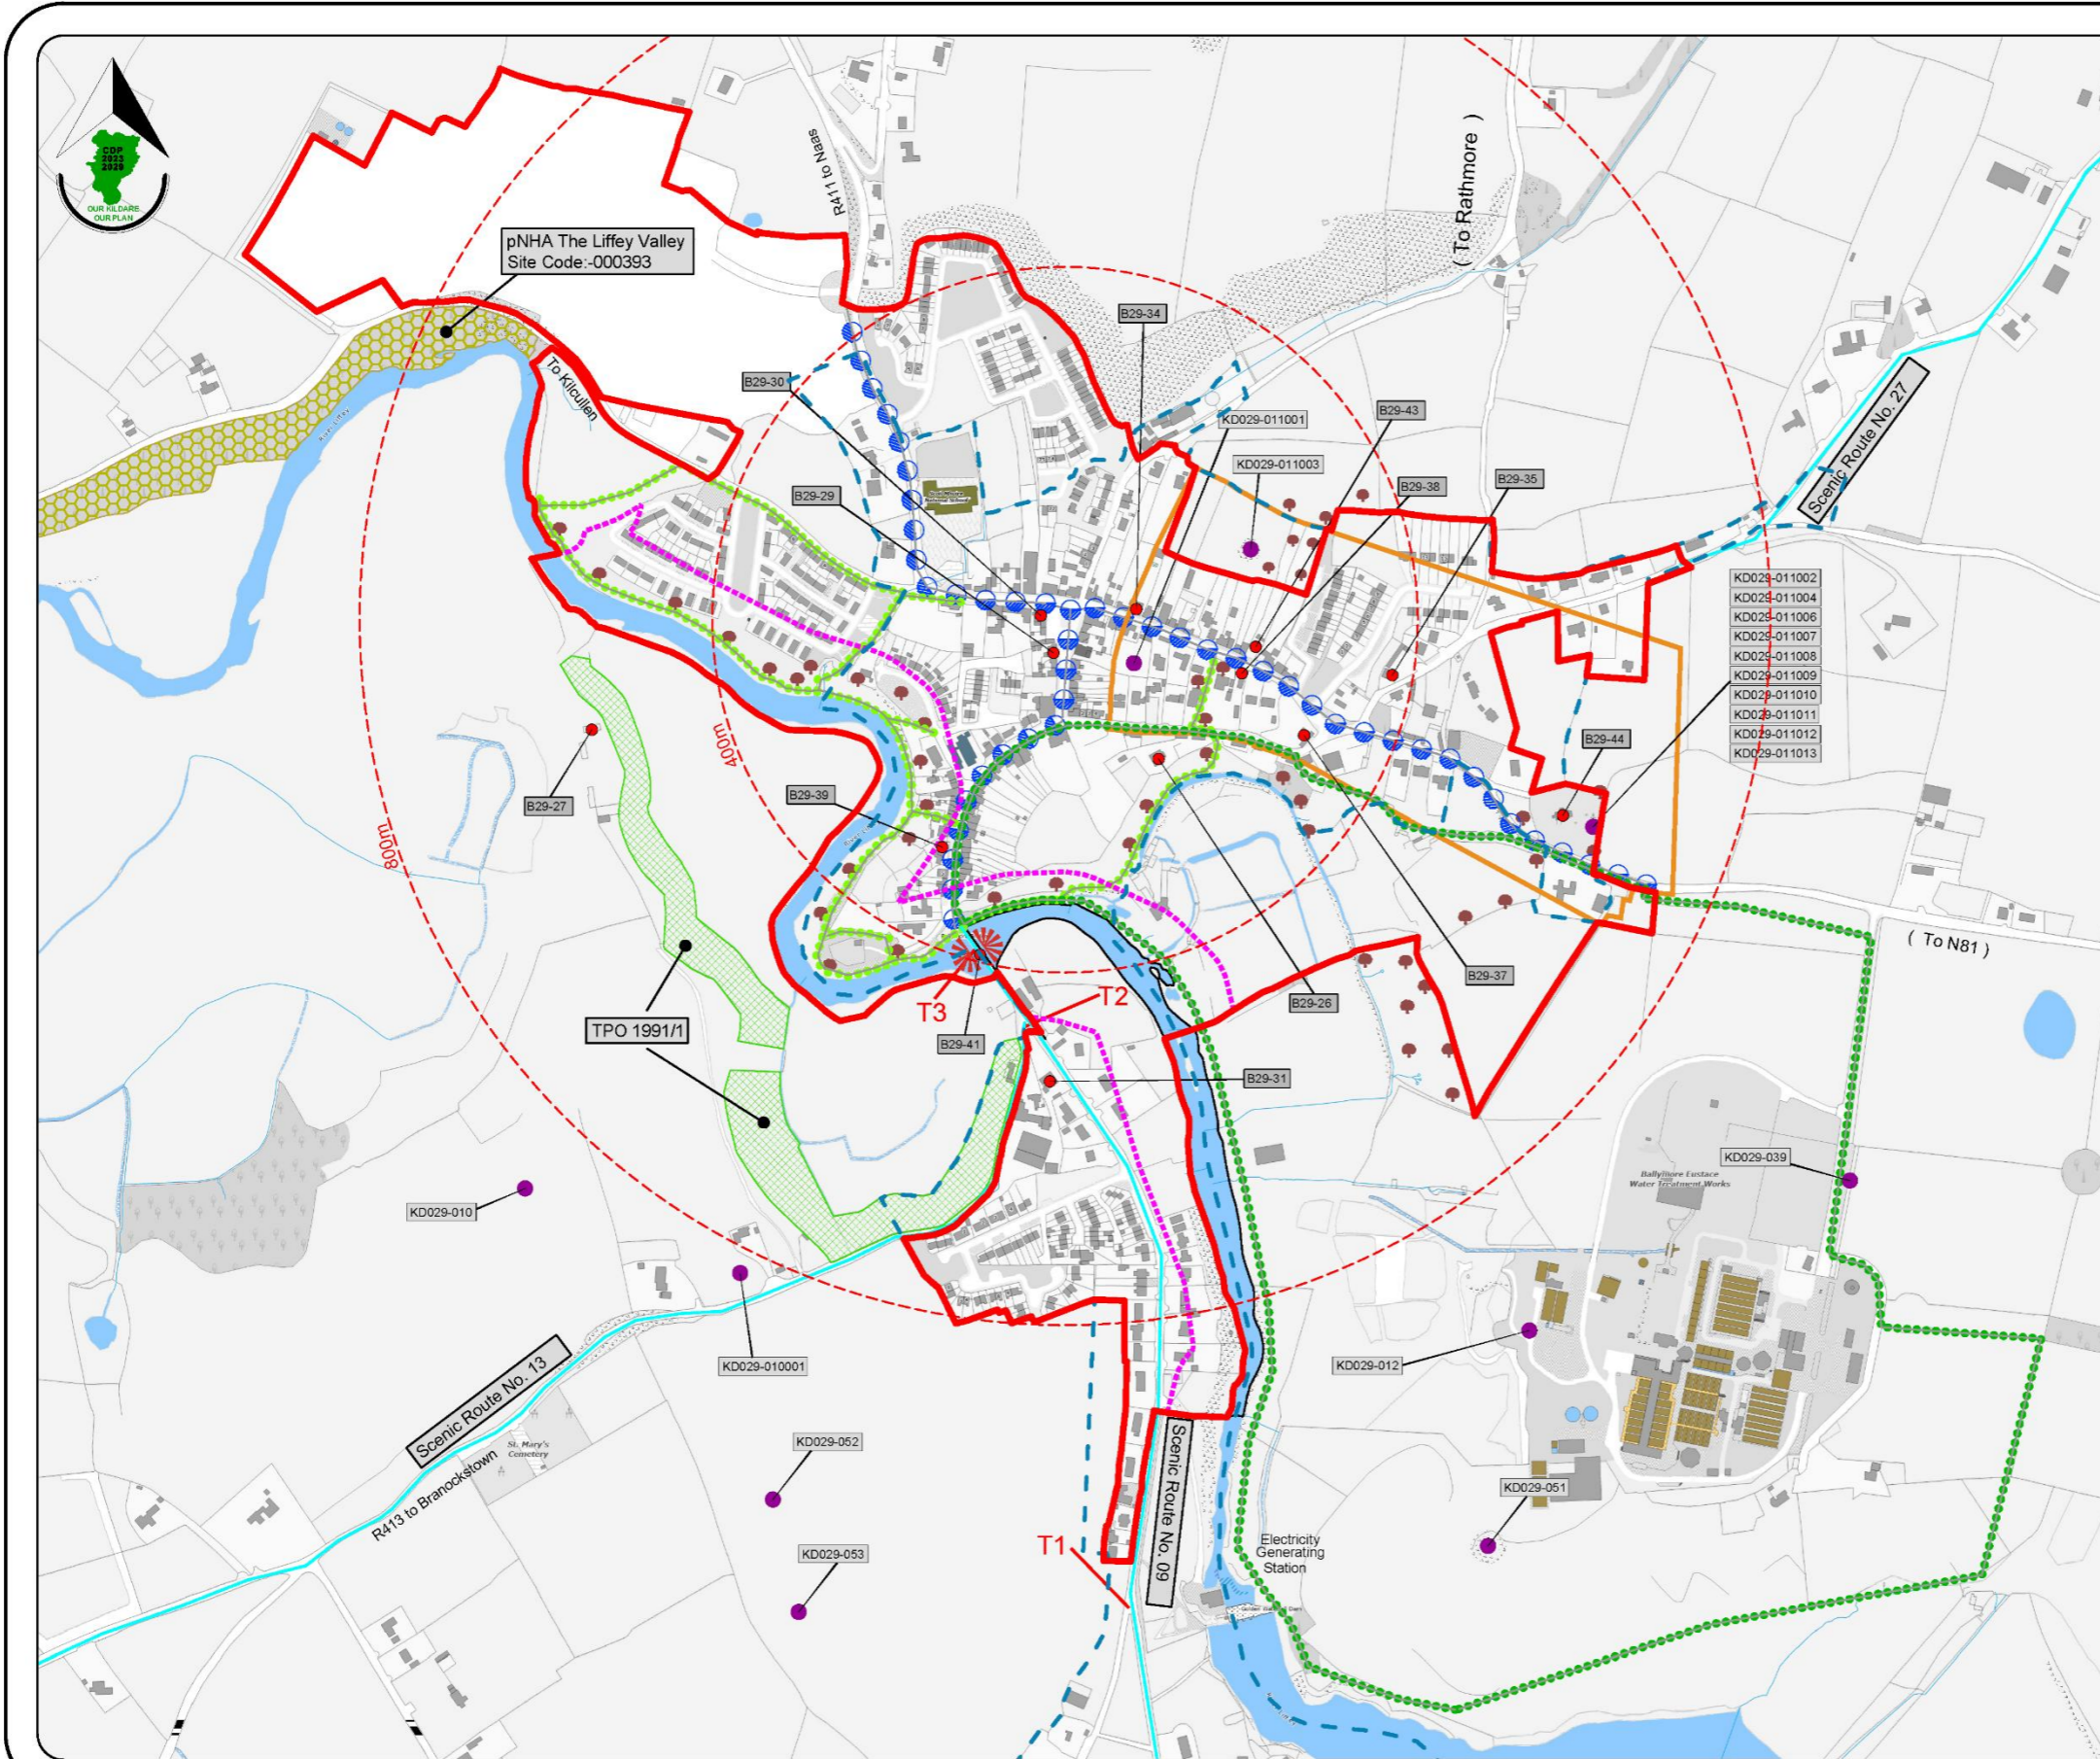 CDP
2023
2029
OUR KILDARE
OUR PLAN
R411 to Naas
( To Rathmore )
pNHA The Liffey Valley
Site Code:-000393
B29-34
To Kilcullen
B29-30
KD029-011001
B29-43
Scenic Route No. 27
KD029-011003
B29-29
B29-38
B29-35
KD029-011002
KD029-011004
KD029-011006
KD029-011007
KD029-011008
KD029-011009
KD029-011010
KD029-011011
KD029-011012
KD029-011013
400m
B29-44
B29-27
B29-39
800m
( To N81 )
B29-37
T2
B29-26
T3
TPO 1991/1
B29-41
B29-31
KD029-039
Ballymore Eustace
Water Treatment Works
KD029-010
KD029-010001
KD029-012
Scenic Route No. 13
St. Mary's
Cemetery
R413 to Branockstown
KD029-052
Scenic Route No. 09
KD029-051
KD029-053
T1
Electricity
Generating
Station